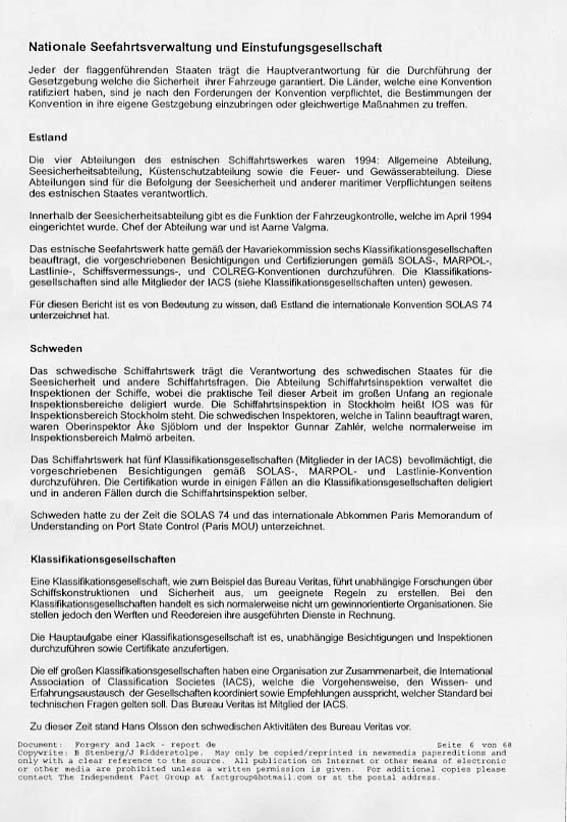 Nationale Seefahrtsverwaltung und Einstufungsgesellschaft
Jeder der flaggenführenden Staaten trägt die Hauptverantwortung für die Durchführung der
Gesetzgebung welche die Sicherheit ihrer Fahrzeuge garantiert. Die Länder, welche eine Konvention
ratifiziert haben, sind je nach den Forderungen der Konvention verpflichtet, die Bestimmungen der
Konvention in ihre eigene Gestzgebung einzubringen oder gleichwertige Maßnahmen zu treffen.
Estland
Die vier Abteilungen des estnischen Schiffahrtswerkes waren 1994: Allgemeine Abteilung,
Seesicherheitsabteilung, Küstenschutzabteilung sowie die Feuer- und Gewässerabteilung. Diese
Abteilungen sind für die Befolgung der Seesicherheit und anderer maritimer Verpflichtungen seitens
des estnischen Staates verantwortlich.
Innerhalb der Seesicherheitsabteilung gibt es die Funktion der Fahrzeugkontrolle, welche im April 1994
eingerichtet wurde. Chef der Abteilung war und ist Aarne Valgma.
Das estnische Seefahrtswerk hatte gemäß der Havariekommission sechs Klassifikationsgesellschaften
beauftragt, die vorgeschriebenen Besichtigungen und Certifizierungen gemäß SOLAS-, MARPOL-,
Lastlinie-, Schiffsvermessungs-, und COLREG-Konventionen durchzuführen. Die Klassifikations-
gesellschaften sind alle Mitglieder der IACS (siehe Klassifikationsgesellschaften unten) gewesen.
Für diesen Bericht ist es von Bedeutung zu wissen, daß Estland die internationale Konvention SOLAS 74
unterzeichnet hat.
Schweden
Das schwedische Schiffahrtswerk trägt die Verantwortung des schwedischen Staates für die
Seesicherheit und andere Schiffahrtsfragen. Die Abteilung Schiffahrtsinspektion verwaltet die
Inspektionen der Schiffe, wobei die praktische Teil dieser Arbeit im großen Umfang an regionale
Inspektionsbereiche deligiert wurde. Die Schiffahrtsinspektion in Stockholm heißt IOS was für
Inspektionsbereich Stockholm steht. Die schwedischen Inspektoren, welche in Talinn beauftragt waren,
waren Oberinspektor Åke Sjöblom und der Inspektor Gunnar Zahlér, welche normalerweise im
Inspektionsbereich Malmö arbeiten.
Das Schiffahrtswerk hat fünf Klassifikationsgesellschaften (Mitglieder in der IACS) bevollmächtigt, die
vorgeschriebenen Besichtigungen gemäß SOLAS-, MARPOL- und Lastlinie-Konvention
durchzuführen. Die Certifikation wurde in einigen Fällen an die Klassifikationsgesellschaften deligiert
und in anderen Fällen durch die Schiffahrtsinspektion selber.
Schweden hatte zu der Zeit die SOLAS 74 und das internationale Abkommen Paris Memorandum of
Understanding on Port State Control (Paris MOU) unterzeichnet.
Klassifikationsgesellschaften
Eine Klassifikationsgesellschaft, wie zum Beispiel das Bureau Veritas, führt unabhängige Forschungen über
Schiffskonstruktionen und Sicherheit aus, um geeignete Regeln zu erstellen. Bei den
Klassifikationsgesellschaften handelt es sich normalerweise nicht um gewinnorientierte Organisationen. Sie
stellen jedoch den Werften und Reedereien ihre ausgeführten Dienste in Rechnung.
Die Hauptaufgabe einer Klassifikationsgesellschaft ist es, unabhängige Besichtigungen und Inspektionen
durchzuführen sowie Certifikate anzufertigen.
Die elf großen Klassifikationsgesellschaften haben eine Organisation zur Zusammenarbeit, die International
Association of Classification Societes (IACS), welche die Vorgehensweise, den Wissen- und
Erfahrungsaustausch der Gesellschaften koordiniert sowie Empfehlungen ausspricht, welcher Standard bei
technischen Fragen gelten soll. Das Bureau Veritas ist Mitglied der IACS.
Zu dieser Zeit stand Hans Olsson den schwedischen Aktivitäten des Bureau Veritas vor.
Document: Forgery and lack - report de Seite 6 von 68
Copywrite: B Stenberg/J Ridderstolpe. May only be copied/reprinted in newsmedia papereditions and
only with a clear reference to the source. All publication on Internet or other means of electronic
or other media are prohibited unless a written permission is given. For additional copies please
contact The Independent Fact Group at factgroup@hotmail.com or at the postal address.